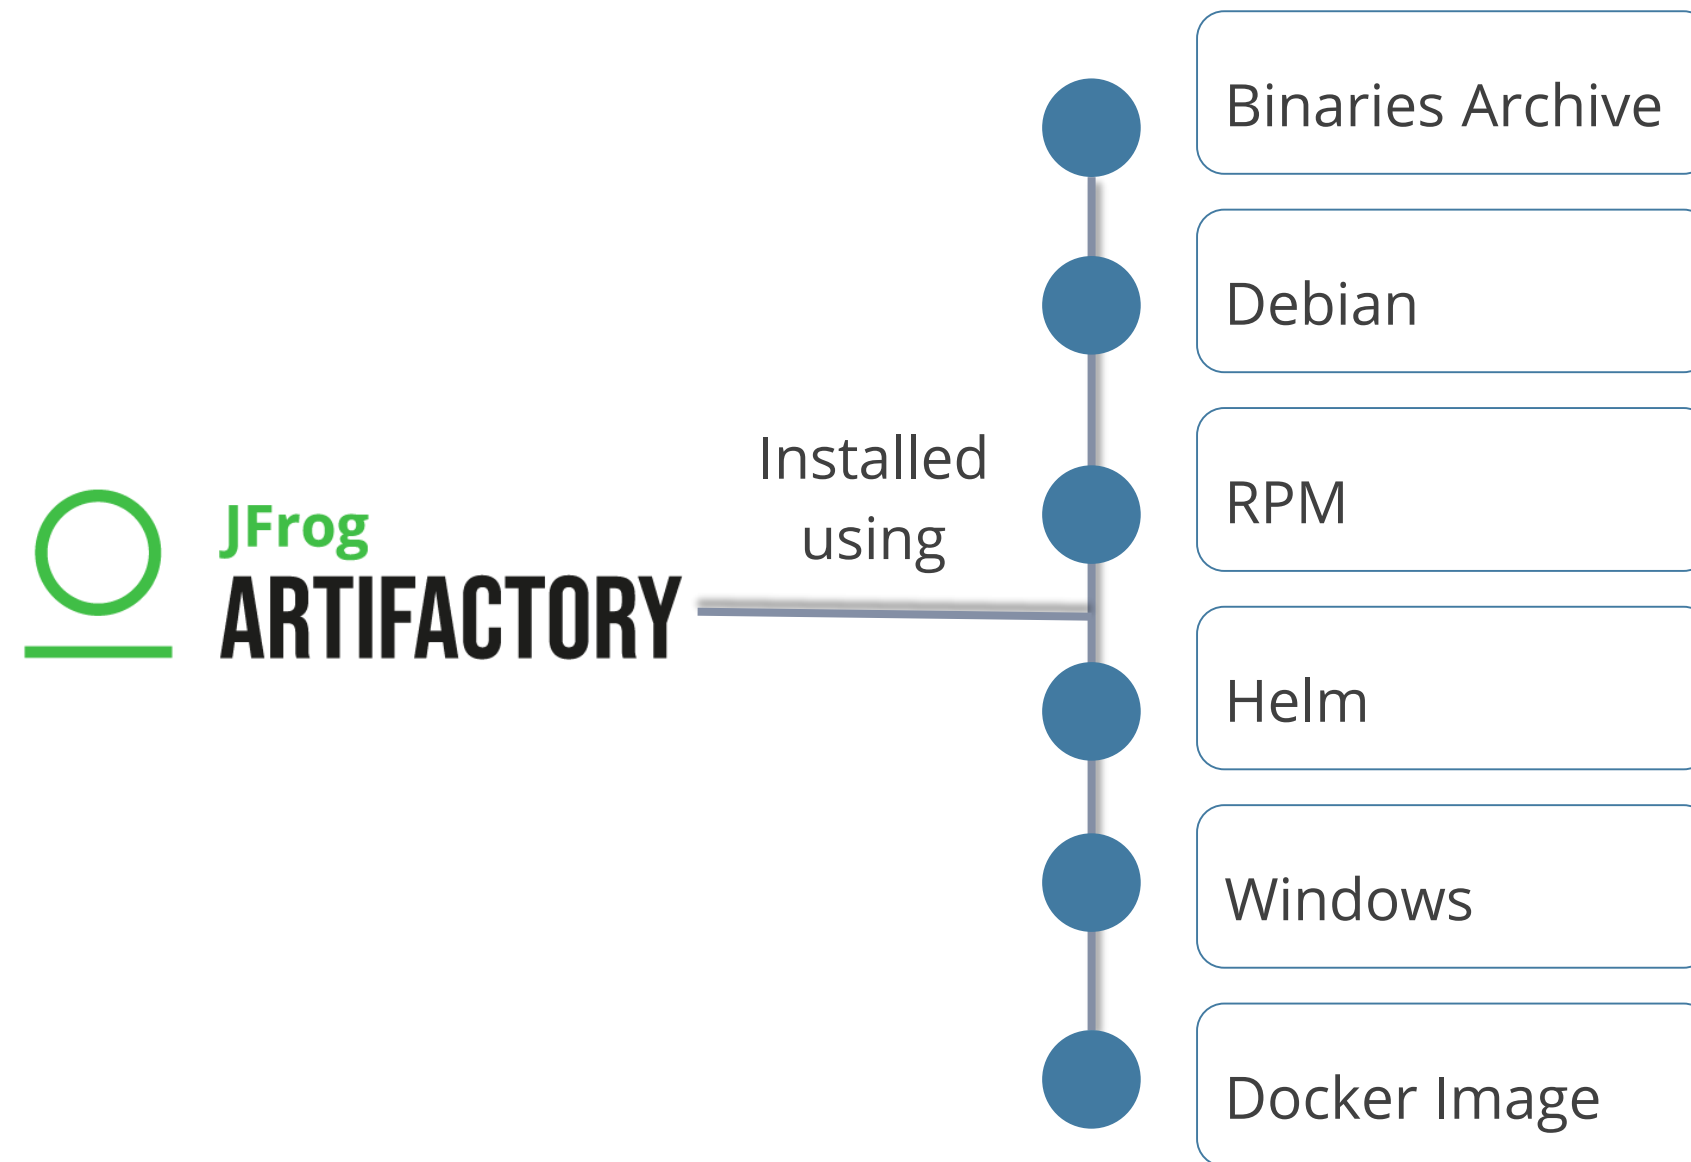 JFrog
ARTIFACTORY
Installed
using
Binaries Archive
Debian
RPM
Helm
Windows
Docker Image